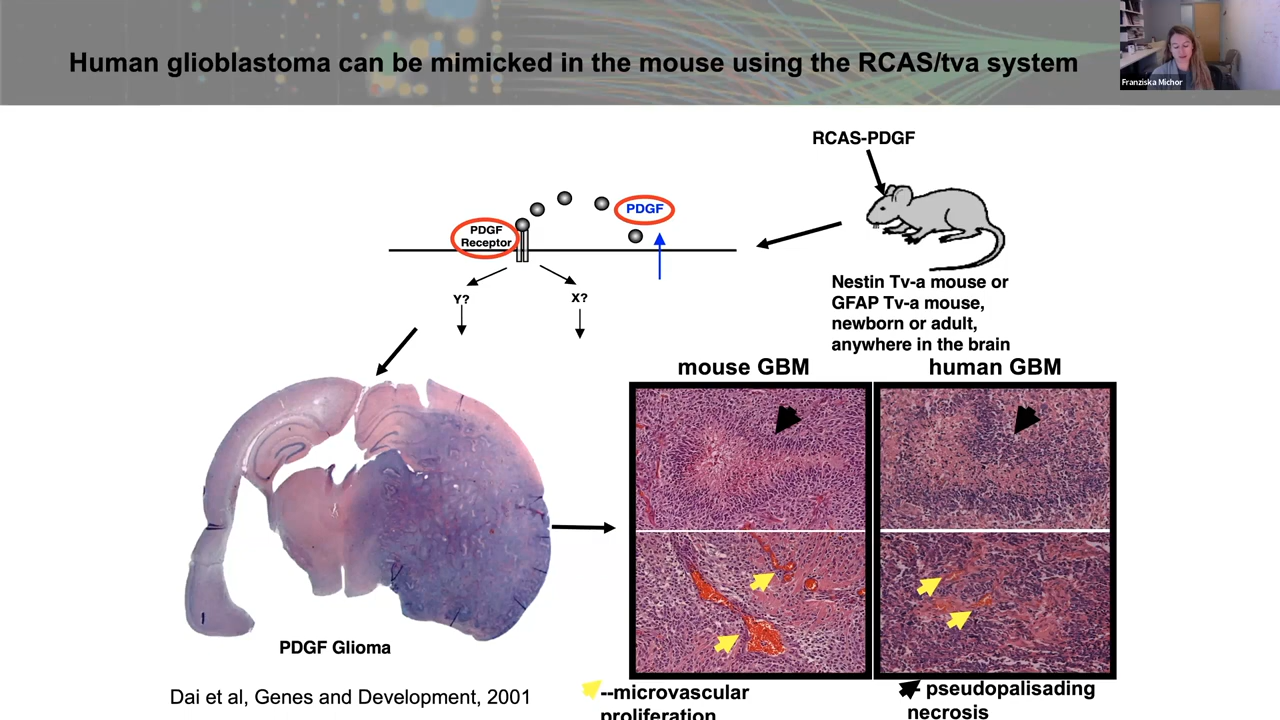 Human glioblastoma can be mimicked in the mouse using the RCAS/tva system
Franziska Michor
RCAS-PDGF
PDGF
PDGF
Receptor
Y?
X?
Nestin Tv-a mouse or
GFAP Tv-a mouse,
newborn or adult,
anywhere in the brain
mouse GBM
human GBM
PDGF Glioma
Dai et al, Genes and Development, 2001
--microvascular
proliferation
- pseudopalisading
necrosis